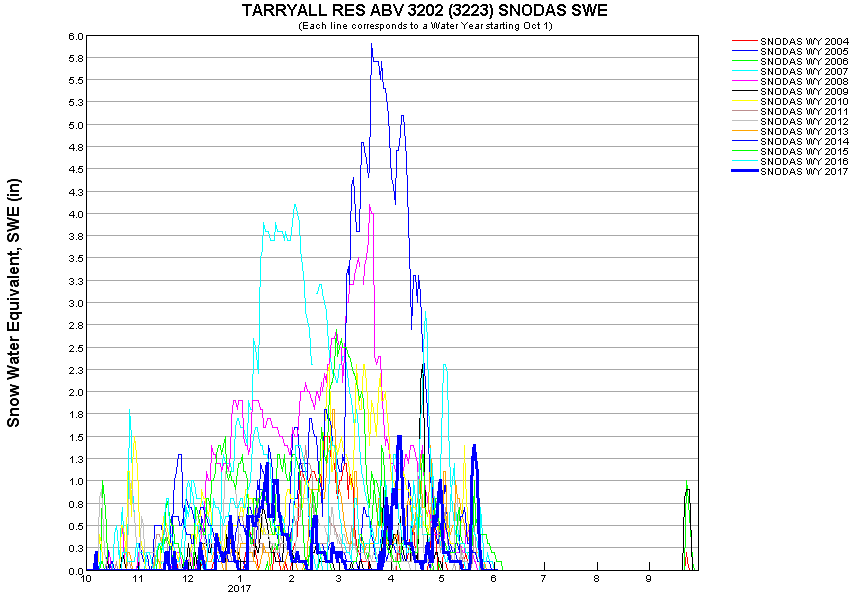 TARRYALL RES ABV 3202 (3223) SNODAS SWE
(Each line corresponds to a Water Year starting Oct 1)
Snow Water Equivalent, SWE (in)
6.0
5.8
5.5
5.3
5.0
4.8
4.5
4.3
4.0
3.8
3.5
3.3
3.0
2.8
2.5
2.3
2.0
1.8
1.5
1.3
1.0
0.8
0.5
0.3
0.0
10 11 12 1 2 3 4 5 6 7 8 9
2017
SNODAS WY 2004
SNODAS WY 2005
SNODAS WY 2006
SNODAS WY 2007
SNODAS WY 2008
SNODAS WY 2009
SNODAS WY 2010
SNODAS WY 2011
SNODAS WY 2012
SNODAS WY 2013
SNODAS WY 2014
SNODAS WY 2015
SNODAS WY 2016
SNODAS WY 2017